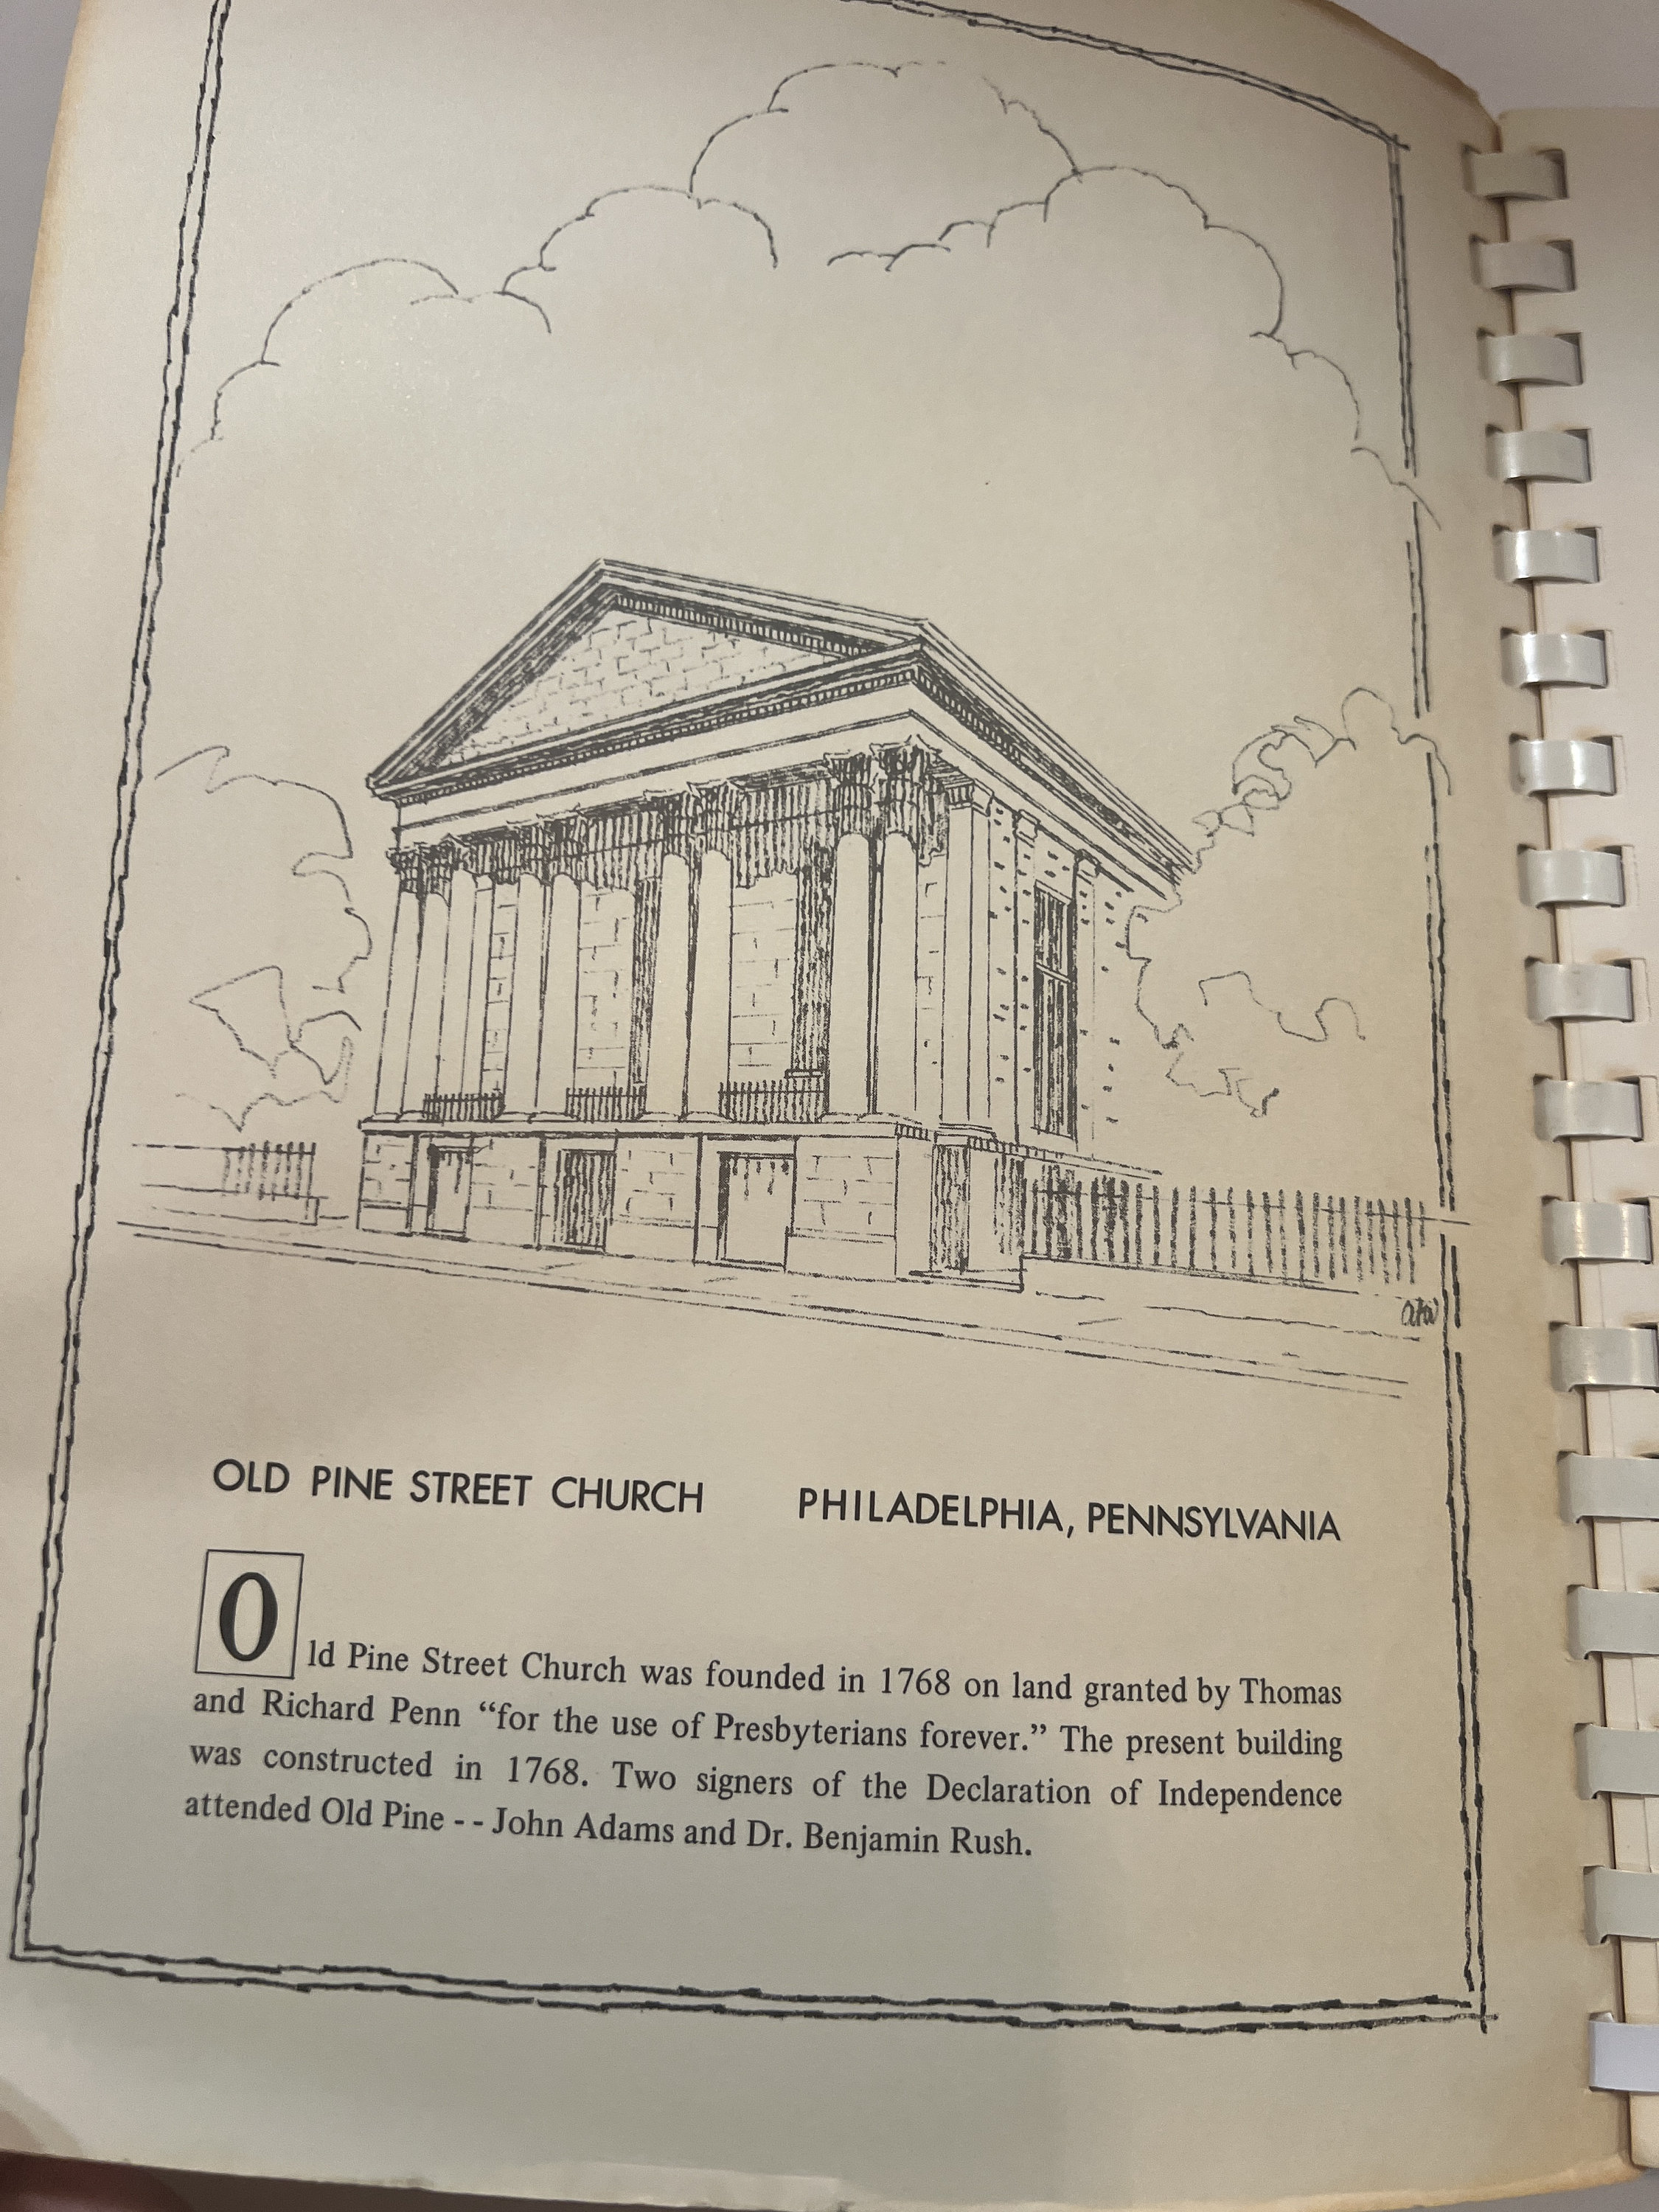 OLD PINE STREET CHURCH PHILADELPHIA, PENNSYLVANIA
Old Pine Street Church was founded in 1768 on land granted by Thomas
and Richard Penn “for the use of Presbyterians forever.” The present building
was constructed in 1768. Two signers of the Declaration of Independence
attended Old Pine - - John Adams and Dr. Benjamin Rush.